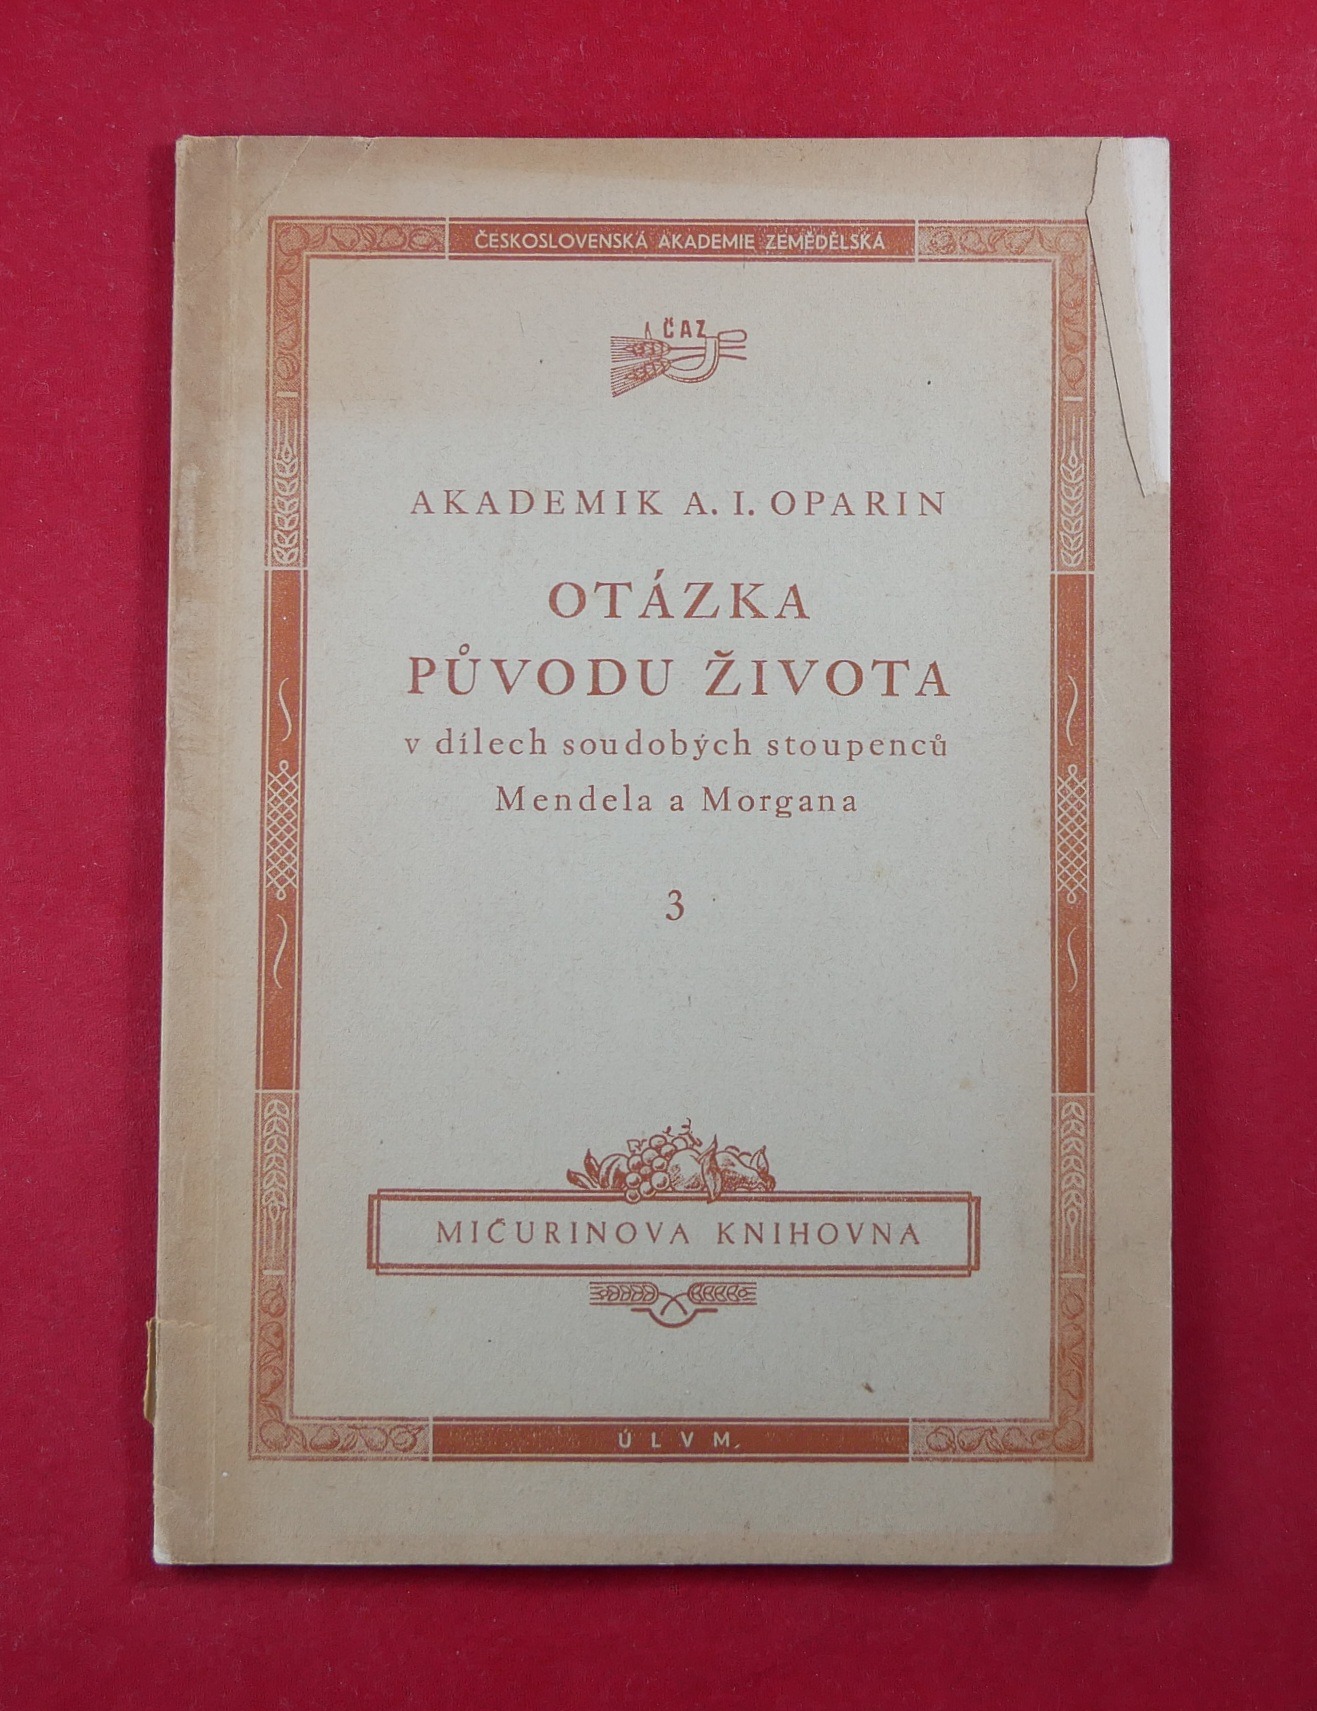 ČESKOSLOVENSKÁ AKADEMIE ZEMĚDĚLSKÁ
ČAZ
AKADEMIK A. I. OPARIN
OTÁZKA
PŮVODU ŽIVOTA
v dílech soudobých stoupenců
Mendela a Morgana
3
MIČURINOVA KNIHOVNA
ÚLVM